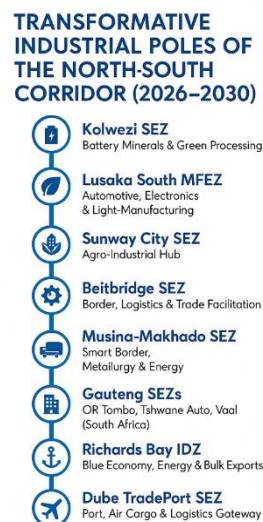 TRANSFORMATIVE
INDUSTRIAL POLES OF
THE NORTH-SOUTH
CORRIDOR (2026–2030)
Kolwezi SEZ
Battery Minerals & Green Processing
Lusaka South MFEZ
Automotive, Electronics
& Light-Manufacturing
Sunway City SEZ
Agro-Industrial Hub
Beitbridge SEZ
Border, Logistics & Trade Facilitation
Musina-Makhado SEZ
Smart Border,
Metailurgy & Energy
Gauteng SEZs
OR Tombo, Tshwane Auto, Vaal
(South Africa)
Richards Bay IDZ
Blue Economy, Energy & Bulk Exports
Dube TradePort SEZ
Port, Air Cargo & Logistics Gateway